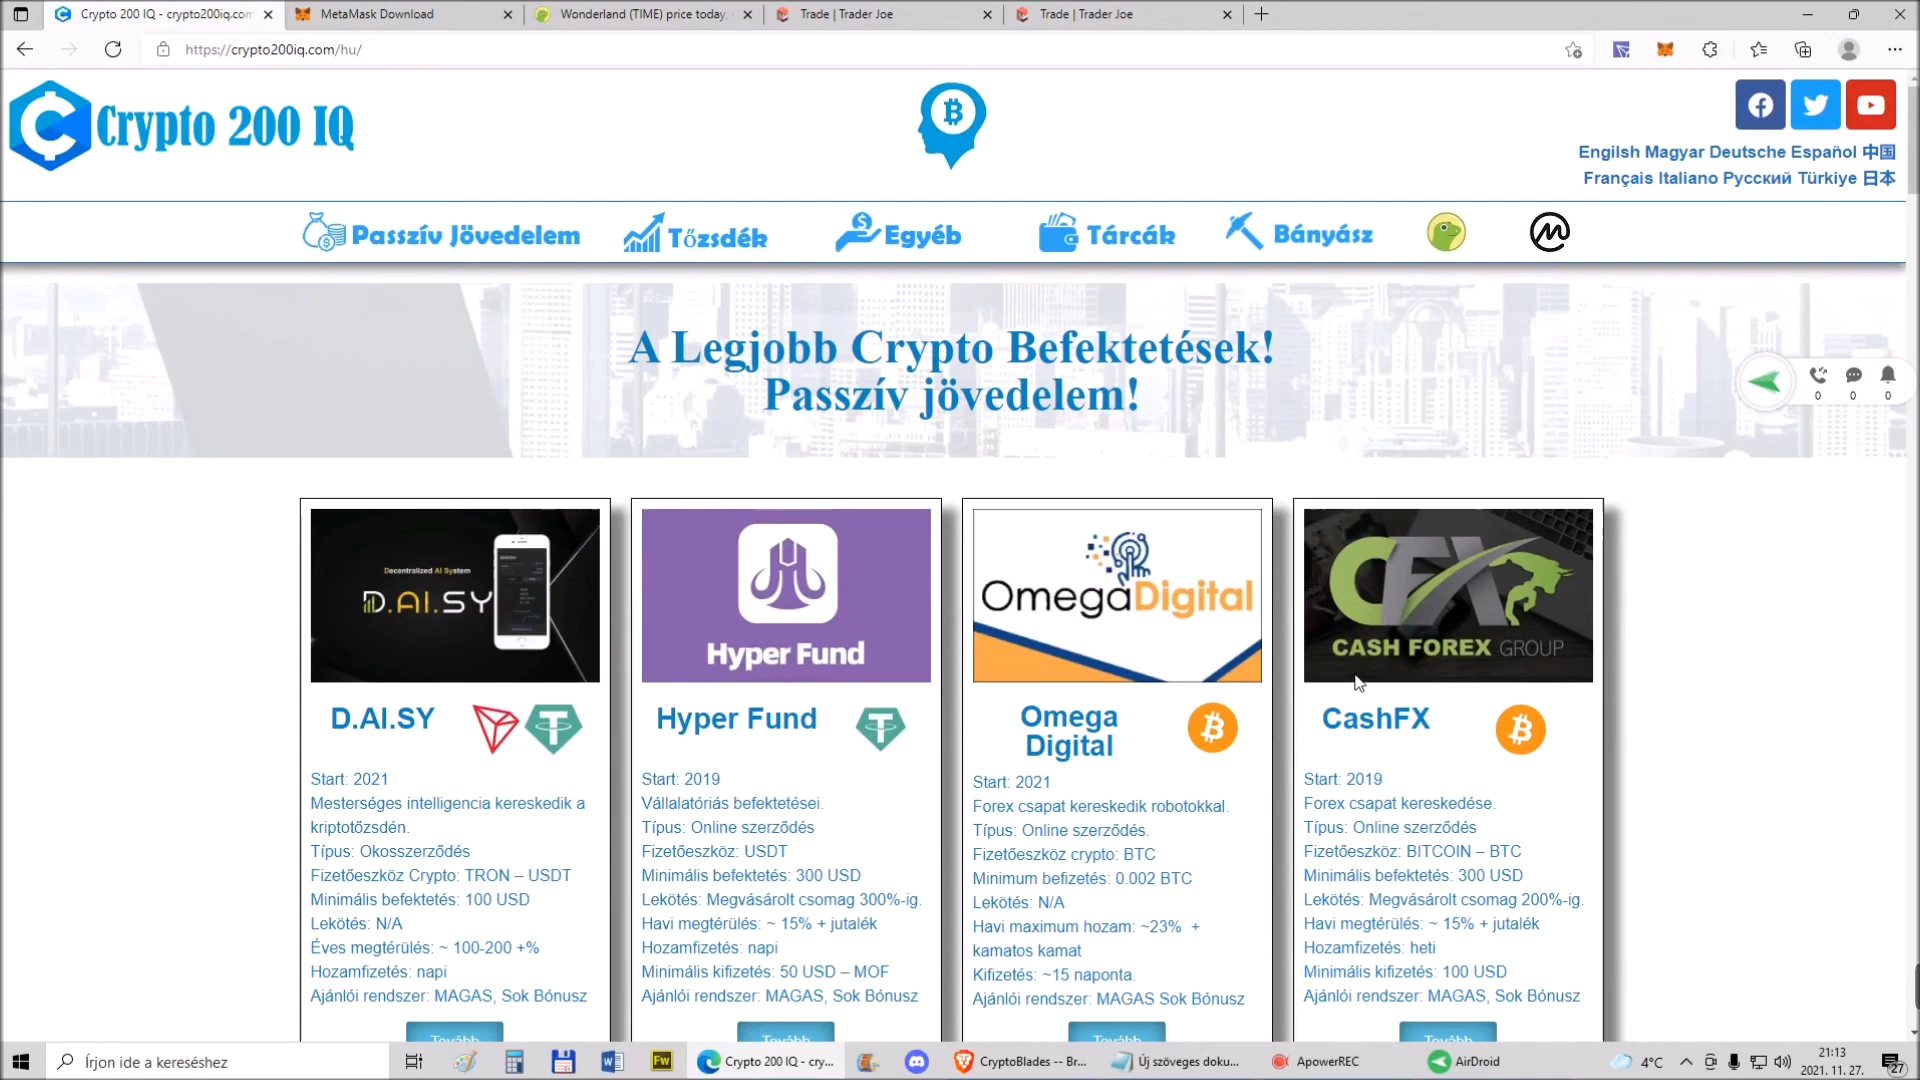 Crypto 200 IQ - crypto200iq.com
MetaMask Download
Wonderland (TIME) price today,
Trade | Trader Joe
Trade | Trader Joe
https://crypto200iq.com/hu/
Crypto 200 IQ
Engilsh Magyar Deutsche Español 中国
Français Italiano Русский Türkiye 日本
Passzív Jövedelem
Tőzsdék
Egyéb
Tárcák
Bányász
A Legjobb Crypto Befektetések!
Passzív jövedelem!
0 0 0
Decentralized AI System
D.AI.SY
Hyper Fund
OmegaDigital
CFX
CASH FOREX GROUP
D.AI.SY
Start: 2021
Mesterséges intelligencia kereskedik a
kriptotőzsdén.
Típus: Okosszerződés
Fizetőeszköz Crypto: TRON – USDT
Minimális befektetés: 100 USD
Lekötés: N/A
Éves megtérülés: ~ 100-200 +%
Hozamfizetés: napi
Ajánlói rendszer: MAGAS, Sok Bónusz
Tovább
Hyper Fund
Start: 2019
Vállalatóriás befektetései.
Típus: Online szerződés
Fizetőeszköz: USDT
Minimális befektetés: 300 USD
Lekötés: Megvásárolt csomag 300%-ig.
Havi megtérülés: ~ 15% + jutalék
Hozamfizetés: napi
Minimális kifizetés: 50 USD – MOF
Ajánlói rendszer: MAGAS, Sok Bónusz
Tovább
Omega
Digital
Start: 2021
Forex csapat kereskedik robotokkal.
Típus: Online szerződés.
Fizetőeszköz crypto: BTC
Minimum befizetés: 0.002 BTC
Lekötés: N/A
Havi maximum hozam: ~23% +
kamatos kamat
Kifizetés: ~15 naponta.
Ajánlói rendszer: MAGAS Sok Bónusz
Tovább
CashFX
Start: 2019
Forex csapat kereskedése.
Típus: Online szerződés
Fizetőeszköz: BITCOIN – BTC
Minimális befektetés: 300 USD
Lekötés: Megvásárolt csomag 200%-ig.
Havi megtérülés: ~ 15% + jutalék
Hozamfizetés: heti
Minimális kifizetés: 100 USD
Ajánlói rendszer: MAGAS, Sok Bónusz
Tovább
Írjon ide a kereséshez
Fw
Crypto 200 IQ - cry...
CryptoBlades -- Br...
Új szöveges doku...
ApowerREC
AirDroid
4°C
21:13
2021. 11. 27.
27